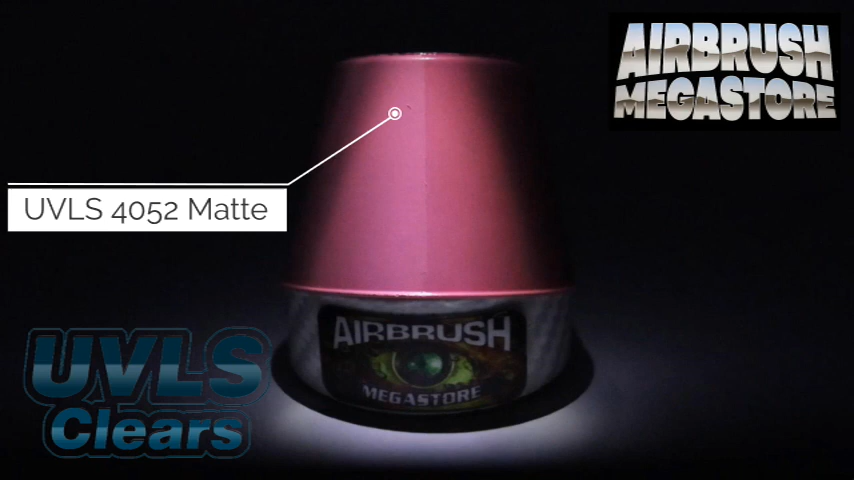 AIRBRUSH
MEGASTORE
UVLS 4052 Matte
AIRBRUSH
MEGASTORE
UVLS
Clears